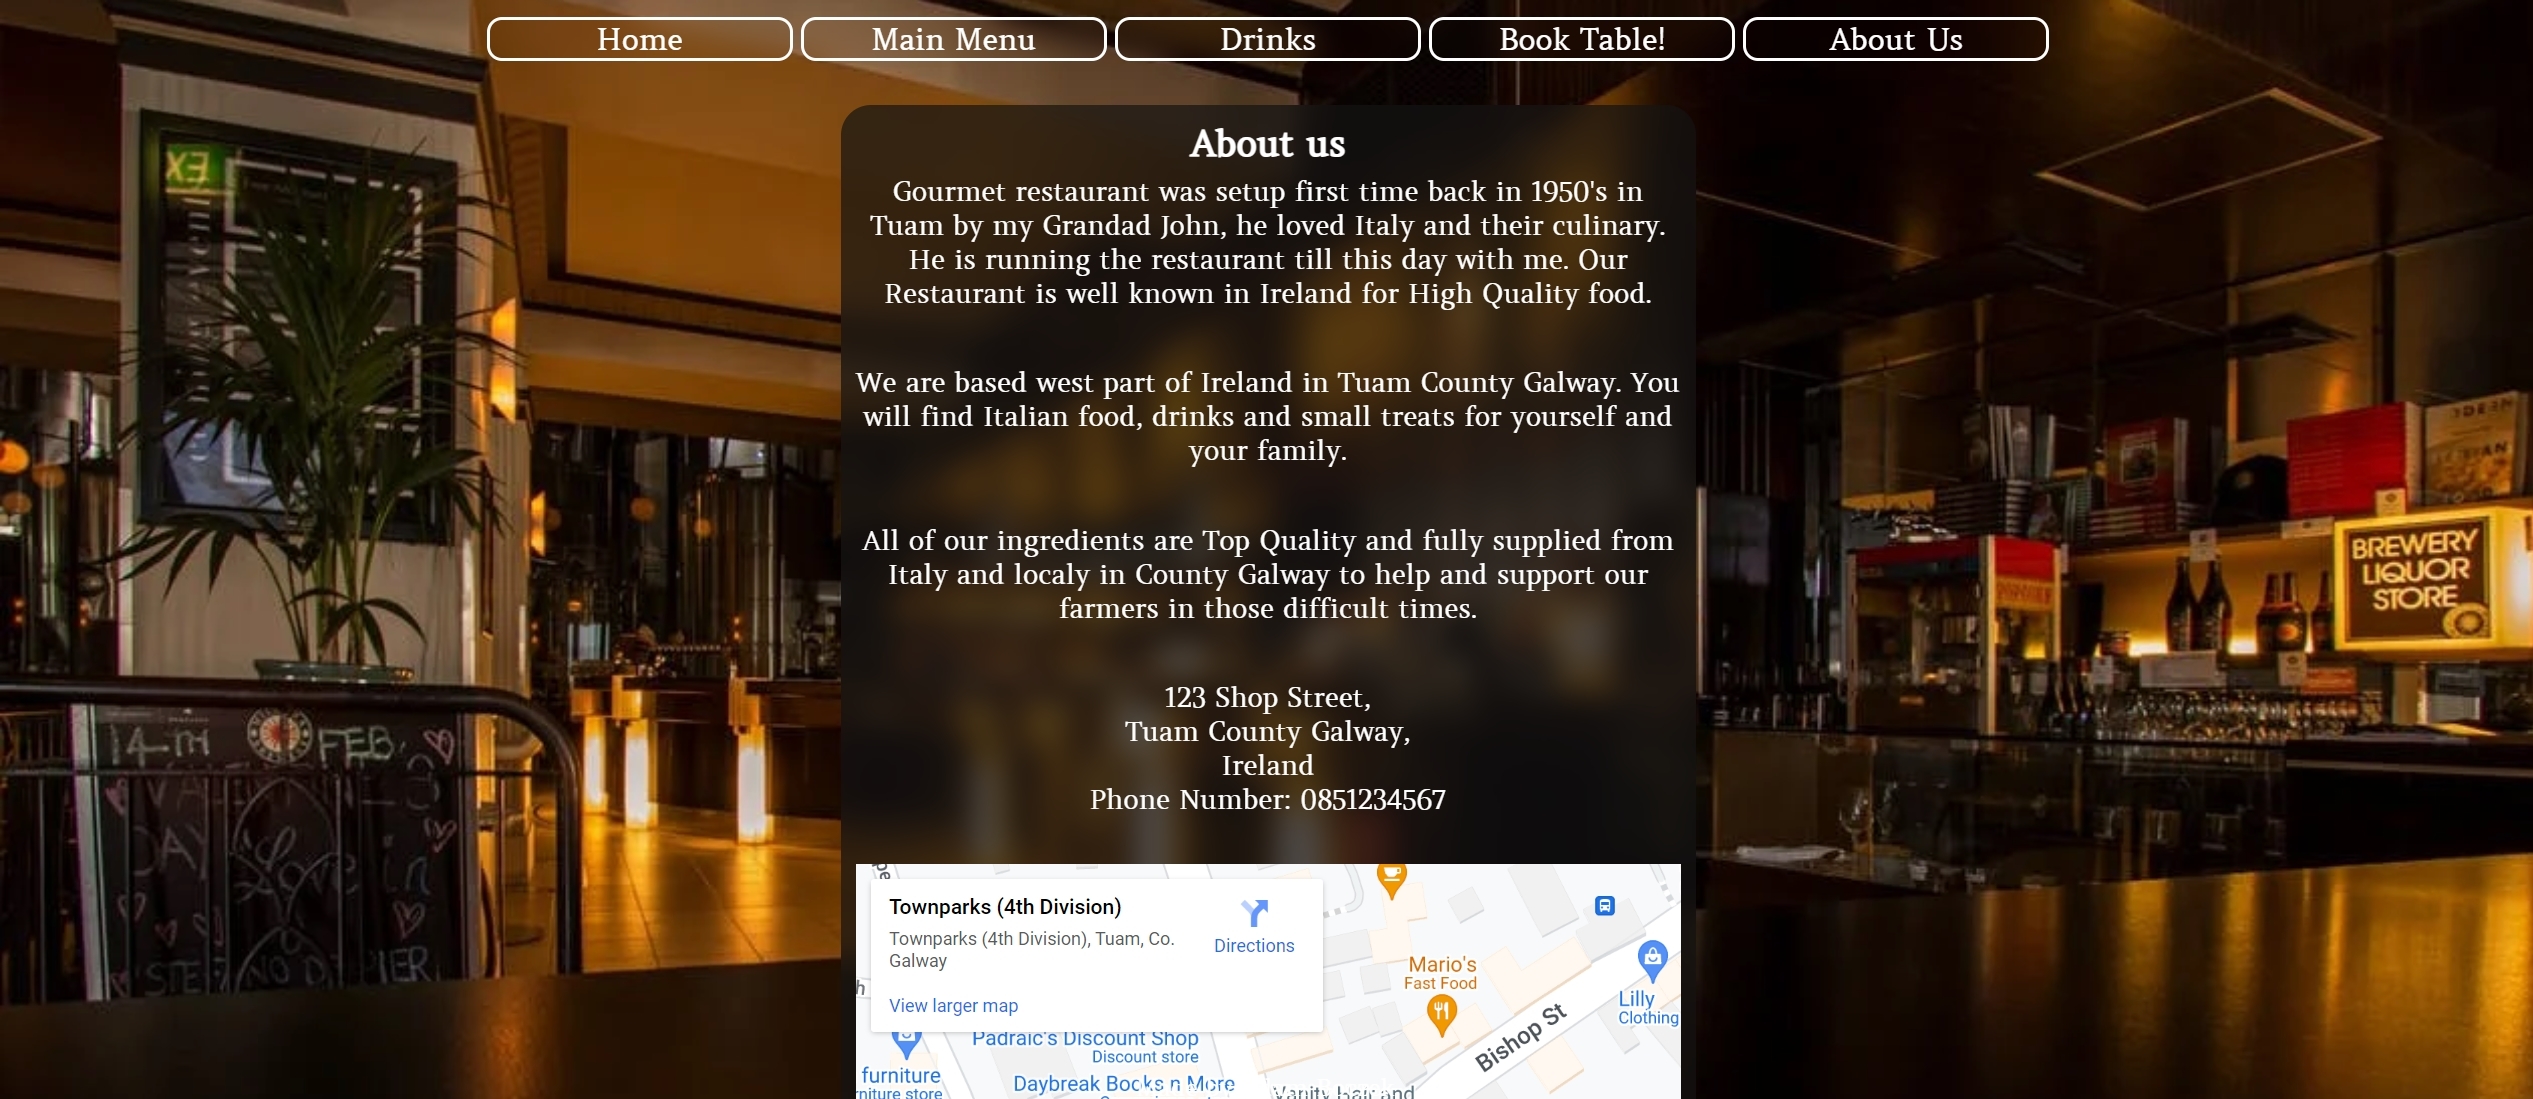 Home
Main Menu
Drinks
Book Table!
About Us
About us
Gourmet restaurant was setup first time back in 1950's in
Tuam by my Grandad John, he loved Italy and their culinary.
He is running the restaurant till this day with me. Our
Restaurant is well known in Ireland for High Quality food.
We are based west part of Ireland in Tuam County Galway. You
will find Italian food, drinks and small treats for yourself and
your family.
All of our ingredients are Top Quality and fully supplied from
Italy and localy in County Galway to help and support our
farmers in those difficult times.
123 Shop Street,
Tuam County Galway,
Ireland
Phone Number: 0851234567
Townparks (4th Division)
Townparks (4th Division), Tuam, Co.
Galway
Directions
View larger map
Mario's
Fast Food
Lilly
Clothing
Bishop St
Padraic's Discount Shop
Discount store
furniture
Daybreak Books n More
EX
BREWERY
LIQUOR
STORE
14TH FEB.
DAY Love in